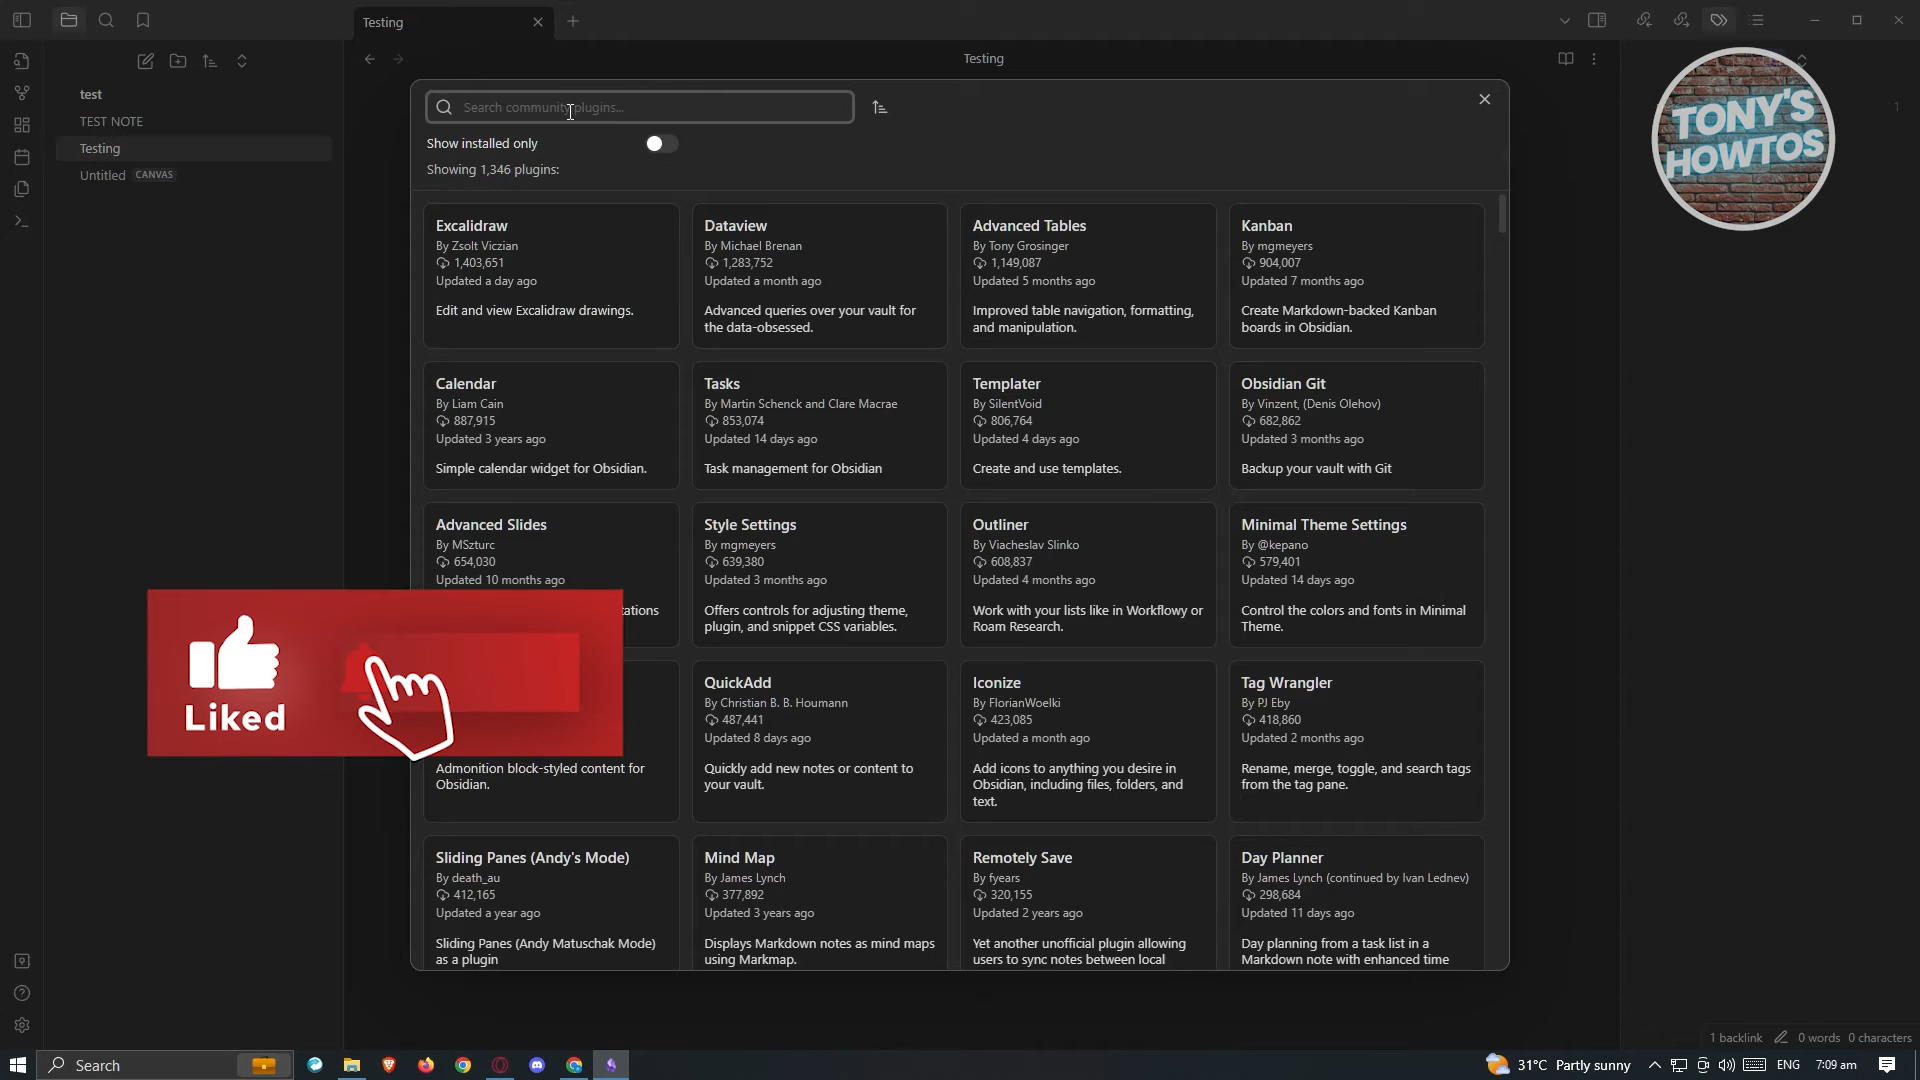 Testing
Testing
test
TEST NOTE
Testing
Untitled CANVAS
Search community plugins...
Show installed only
Showing 1,346 plugins:
TONY'S
HOWTOS
1
Excalidraw
By Zsolt Viczian
1,403,651
Updated a day ago
Edit and view Excalidraw drawings.
Dataview
By Michael Brenan
1,283,752
Updated a month ago
Advanced queries over your vault for
the data-obsessed.
Advanced Tables
By Tony Grosinger
1,149,087
Updated 5 months ago
Improved table navigation, formatting,
and manipulation.
Kanban
By mgmeyers
904,007
Updated 7 months ago
Create Markdown-backed Kanban
boards in Obsidian.
Calendar
By Liam Cain
887,915
Updated 3 years ago
Simple calendar widget for Obsidian.
Tasks
By Martin Schenck and Clare Macrae
853,074
Updated 14 days ago
Task management for Obsidian
Templater
By SilentVoid
806,764
Updated 4 days ago
Create and use templates.
Obsidian Git
By Vinzent, (Denis Olehov)
682,862
Updated 3 months ago
Backup your vault with Git
Advanced Slides
By MSzturc
654,030
Updated 10 months ago
ations
Style Settings
By mgmeyers
639,380
Updated 3 months ago
Offers controls for adjusting theme,
plugin, and snippet CSS variables.
Outliner
By Viacheslav Slinko
608,837
Updated 4 months ago
Work with your lists like in Workflowy or
Roam Research.
Minimal Theme Settings
By @kepano
579,401
Updated 14 days ago
Control the colors and fonts in Minimal
Theme.
Liked
Admonition block-styled content for
Obsidian.
QuickAdd
By Christian B. B. Houmann
487,441
Updated 8 days ago
Quickly add new notes or content to
your vault.
Iconize
By FlorianWoelki
423,085
Updated a month ago
Add icons to anything you desire in
Obsidian, including files, folders, and
text.
Tag Wrangler
By PJ Eby
418,860
Updated 2 months ago
Rename, merge, toggle, and search tags
from the tag pane.
Sliding Panes (Andy's Mode)
By death_au
412,165
Updated a year ago
Sliding Panes (Andy Matuschak Mode)
as a plugin
Mind Map
By James Lynch
377,892
Updated 3 years ago
Displays Markdown notes as mind maps
using Markmap.
Remotely Save
By fyears
320,155
Updated 2 years ago
Yet another unofficial plugin allowing
users to sync notes between local
Day Planner
By James Lynch (continued by Ivan Lednev)
298,684
Updated 11 days ago
Day planning from a task list in a
Markdown note with enhanced time
1 backlink 0 words 0 characters
Search
31°C Partly sunny
ENG
7:09 am